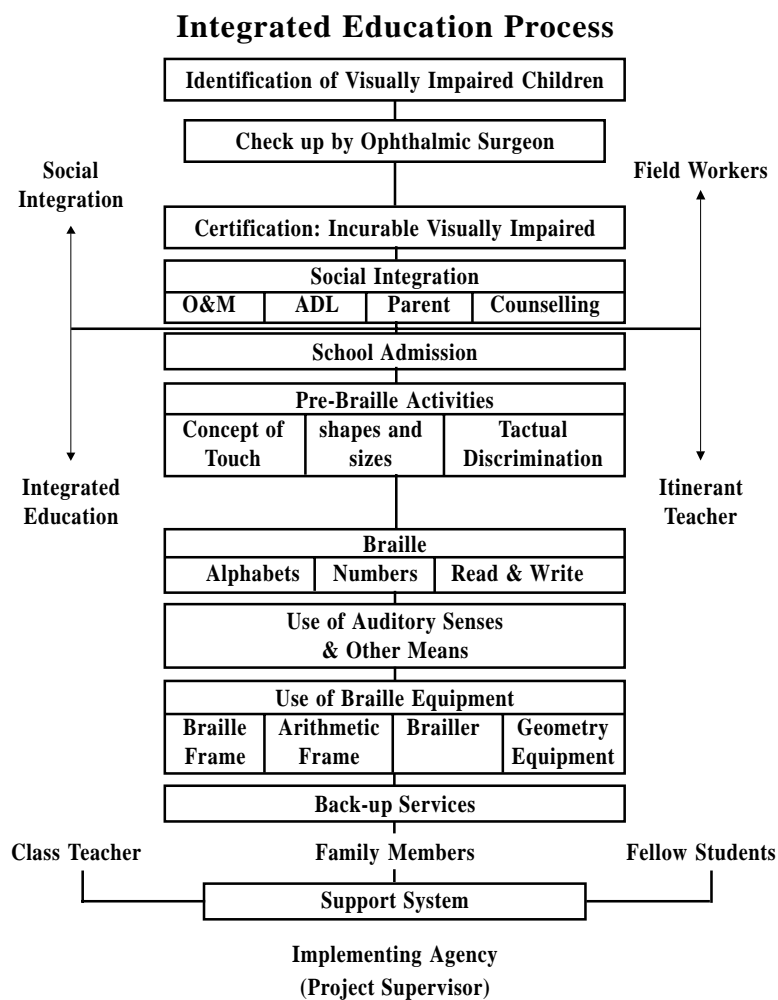 Integrated Education Process
Identification of Visually Impaired Children
Check up by Ophthalmic Surgeon
Social
Integration
Field Workers
Certification: Incurable Visually Impaired
Social Integration
O&M ADL Parent Counselling
School Admission
Pre-Braille Activities
Concept of shapes and Tactual
Touch sizes Discrimination
Integrated
Education
Itinerant
Teacher
Braille
Alphabets Numbers Read & Write
Use of Auditory Senses
& Other Means
Use of Braille Equipment
Braille Arithmetic Brailler Geometry
Frame Frame Equipment
Back-up Services
Class Teacher Family Members Fellow Students
Support System
Implementing Agency
(Project Supervisor)